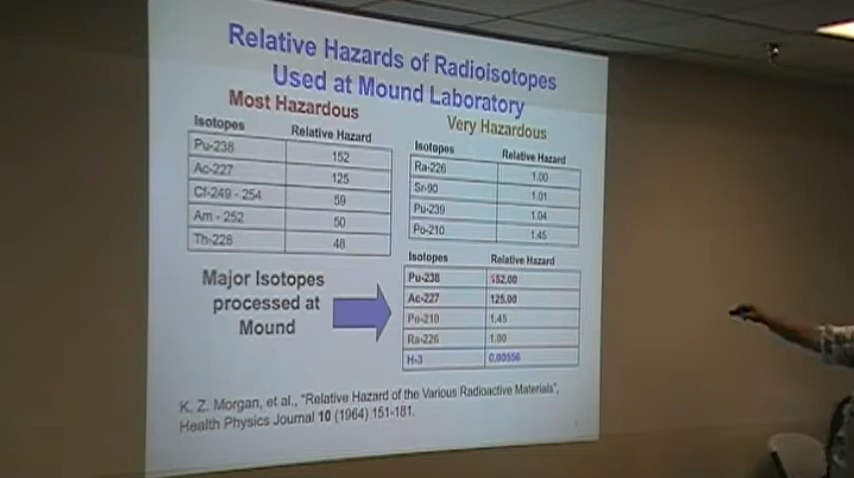 Relative Hazards of Radioisotopes
Used at Mound Laboratory
Most Hazardous
Isotopes Relative Hazard
Pu-238 152
Ac-227 125
Cf-249 - 254 59
Am - 252 50
Th-228 48
Very Hazardous
Isotopes Relative Hazard
Ra-226 1.00
Sr-90 1.01
Pu-239 1.04
Po-210 1.45
Major Isotopes
processed at
Mound
Isotopes Relative Hazard
Pu-238 152.00
Ac-227 125.00
Po-210 1.45
Ra-226 1.00
H-3 0.00556
K. Z. Morgan, et al., "Relative Hazard of the Various Radioactive Materials",
Health Physics Journal 10 (1964) 151-181.